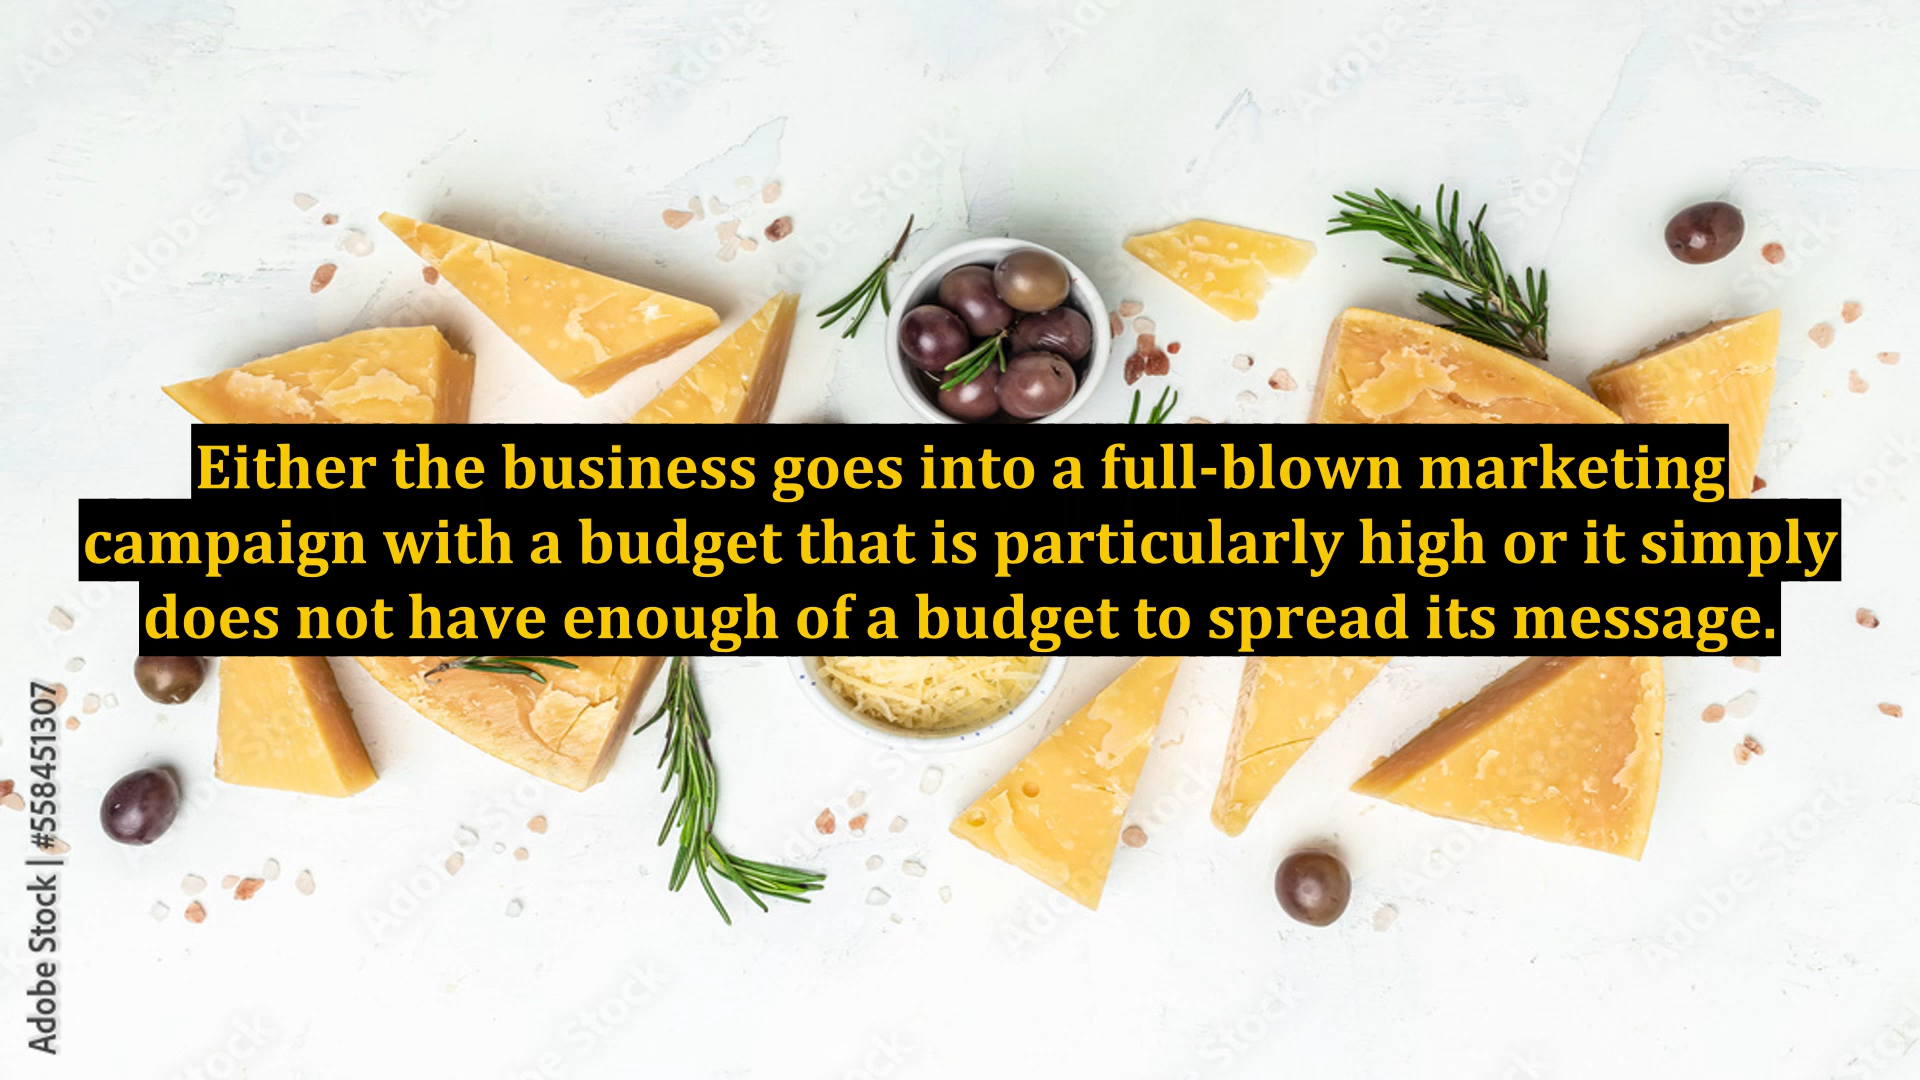 Either the business goes into a full-blown marketing
campaign with a budget that is particularly high or it simply
does not have enough of a budget to spread its message.
Adobe Stock | #558451307